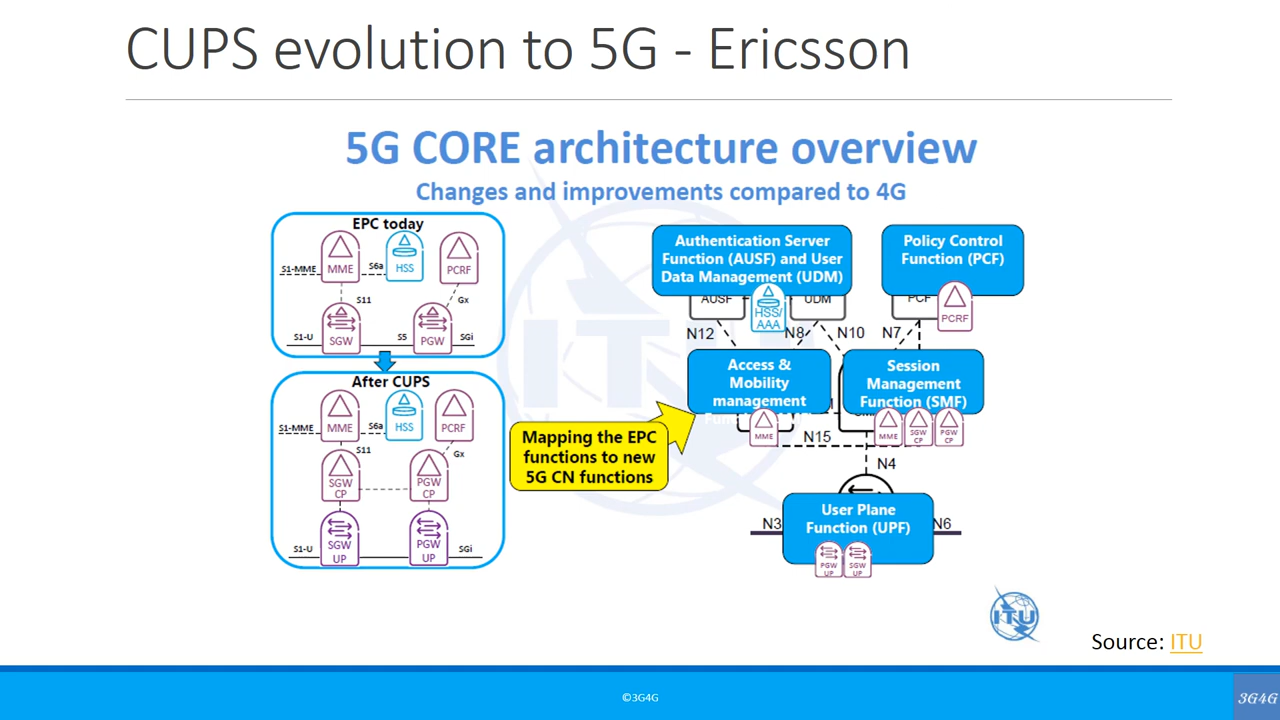 CUPS evolution to 5G - Ericsson
5G CORE architecture overview
Changes and improvements compared to 4G
EPC today
S1-MME
MME
S6a
HSS
PCRF
S11
Gx
S1-U
SGW
S5
PGW
SGi
After CUPS
S1-MME
MME
S6a
HSS
PCRF
S11
Gx
SGW
CP
PGW
CP
S1-U
SGW
UP
PGW
UP
SGi
Mapping the EPC
functions to new
5G CN functions
Authentication Server
Function (AUSF) and User
Data Management (UDM)
AUSF
HSS/
AAA
UDM
Policy Control
Function (PCF)
PCF
PCRF
N12
N8
N10
N7
Access &
Mobility
management
MME
N15
Session
Management
Function (SMF)
MME
SGW
CP
PGW
CP
N4
N3
User Plane
Function (UPF)
N6
PGW
UP
SGW
UP
ITU
ITU
Source: ITU
©3G4G
3G4G